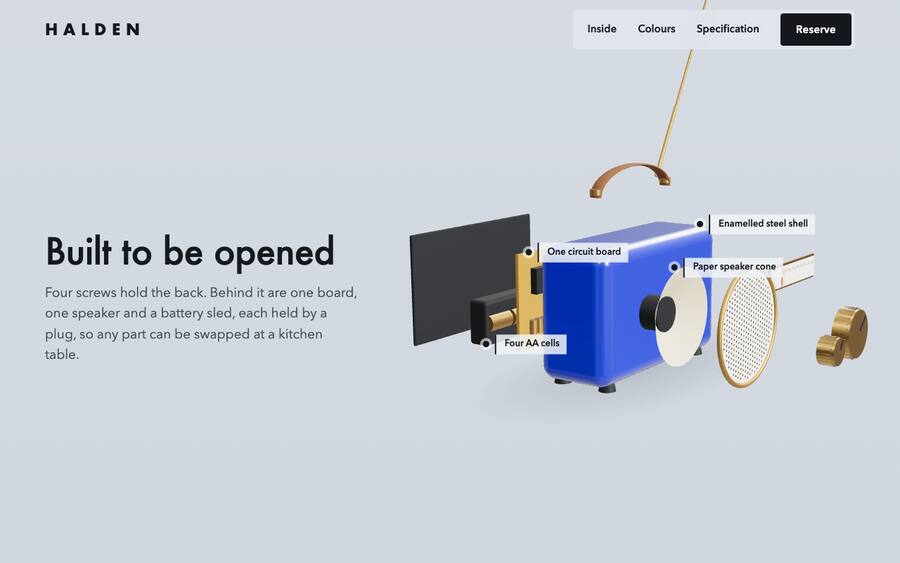 HALDEN
Inside
Colours
Specification
Reserve
Enamelled steel shell
One circuit board
Paper speaker cone
Four AA cells
Built to be opened
Four screws hold the back. Behind it are one board,
one speaker and a battery sled, each held by a
plug, so any part can be swapped at a kitchen
table.